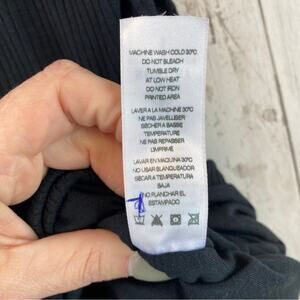 MACHINE WASH COLD 30°C
DO NOT BLEACH
TUMBLE DRY
AT LOW HEAT
DO NOT IRON
PRINTED AREA
LAVER A LA MACHINE 30°C
NE PAS JAVELLISER
SÉCHER A BASSE
TEMPERATURE
NE PAS REPASSER
L'IMPRIMÉ
LAVAR EN MAQUINA 30°C
NO USAR BLANQUEADOR
SECAR A TEMPERATURA
BAJA
NO PLANCHAR EL
ESTAMPADO